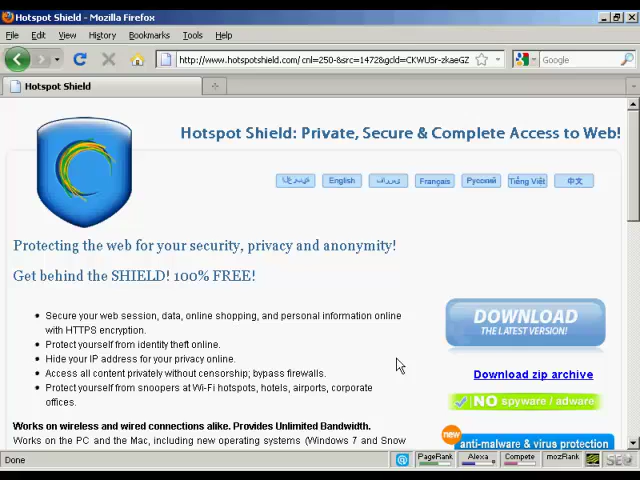 Hotspot Shield - Mozilla Firefox
File Edit View History Bookmarks Tools Help
http://www.hotspotshield.com/cnl=250-&src=1472&gclid=CKWUSr-zkaeGZ
Google
Hotspot Shield
Hotspot Shield: Private, Secure & Complete Access to Web!
العربية English فارسی Français Русский Tiếng Việt 中文
Protecting the web for your security, privacy and anonymity!
Get behind the SHIELD! 100% FREE!
Secure your web session, data, online shopping, and personal information online
with HTTPS encryption.
Protect yourself from identity theft online.
Hide your IP address for your privacy online.
Access all content privately without censorship; bypass firewalls.
Protect yourself from snoopers at Wi-Fi hotspots, hotels, airports, corporate
offices.
DOWNLOAD
THE LATEST VERSION!
Download zip archive
NO spyware / adware
new
anti-malware & virus protection
Works on wireless and wired connections alike. Provides Unlimited Bandwidth.
Works on the PC and the Mac, including new operating systems (Windows 7 and Snow
Done
PageRank Alexa Compete mozRank SEO